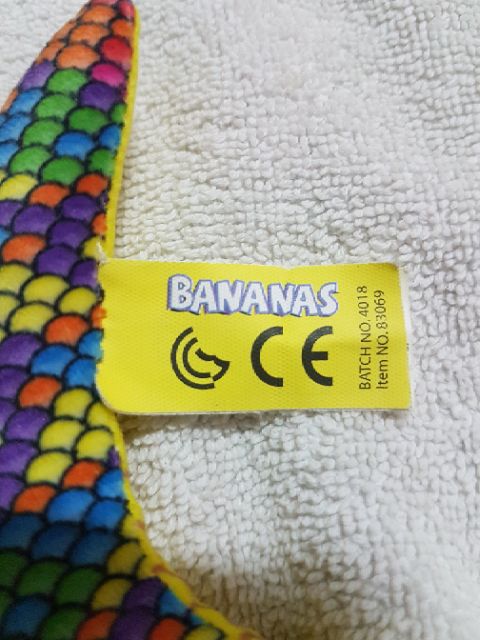 BANANAS
CE
BATCH NO. 4018
Item NO. 83069